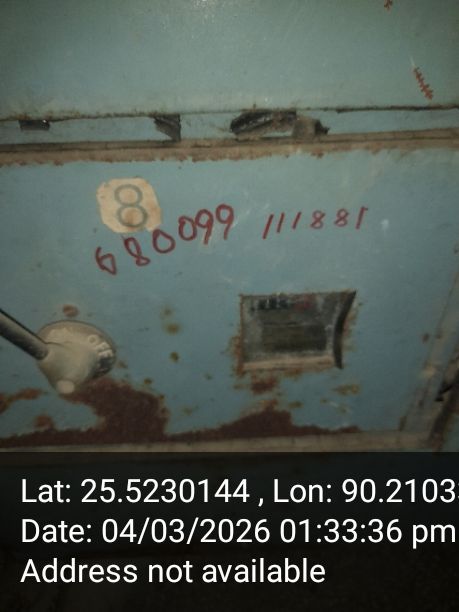 8
680099 111881
Lat: 25.5230144 , Lon: 90.2103
Date: 04/03/2026 01:33:36 pm
Address not available